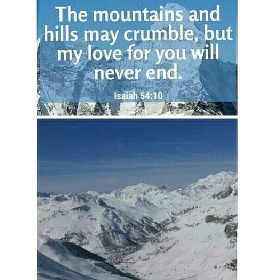 The mountains and
hills may crumble, but
my love for you will
never end.
Isaiah 54:10